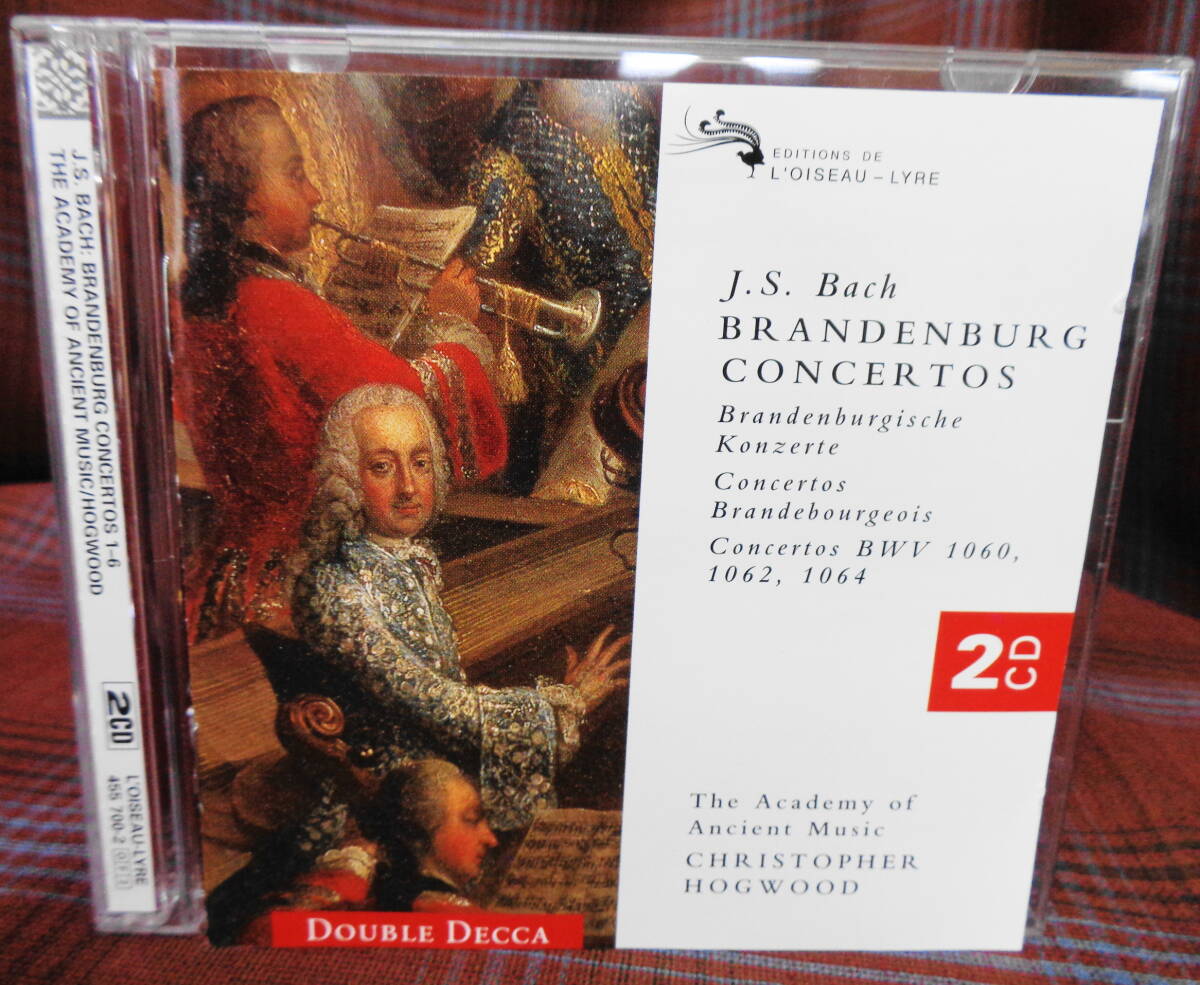 J.S. BACH: BRANDENBURG CONCERTOS 1-6
THE ACADEMY OF ANCIENT MUSIC/HOGWOOD
2CD
L'OISEAU-LYRE
455 700-2
EDITIONS DE
L'OISEAU-LYRE
J.S. Bach
BRANDENBURG
CONCERTOS
Brandenburgische
Konzerte
Concertos
Brandebourgeois
Concertos BWV 1060,
1062, 1064
2CD
The Academy of
Ancient Music
CHRISTOPHER
HOGWOOD
DOUBLE DECCA